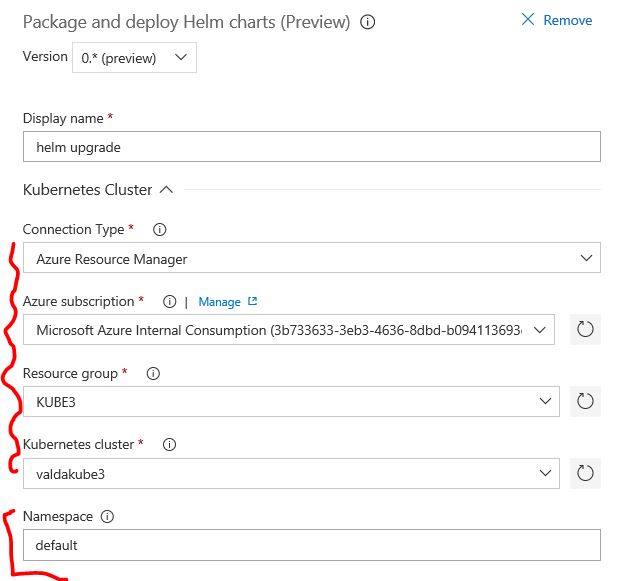 Package and deploy Helm charts (Preview)
Remove
Version 0.* (preview)
Display name *
helm upgrade
Kubernetes Cluster
Connection Type *
Azure Resource Manager
Azure subscription * | Manage
Microsoft Azure Internal Consumption (3b733633-3eb3-4636-8dbd-b094113693
Resource group *
KUBE3
Kubernetes cluster *
valdakube3
Namespace
default